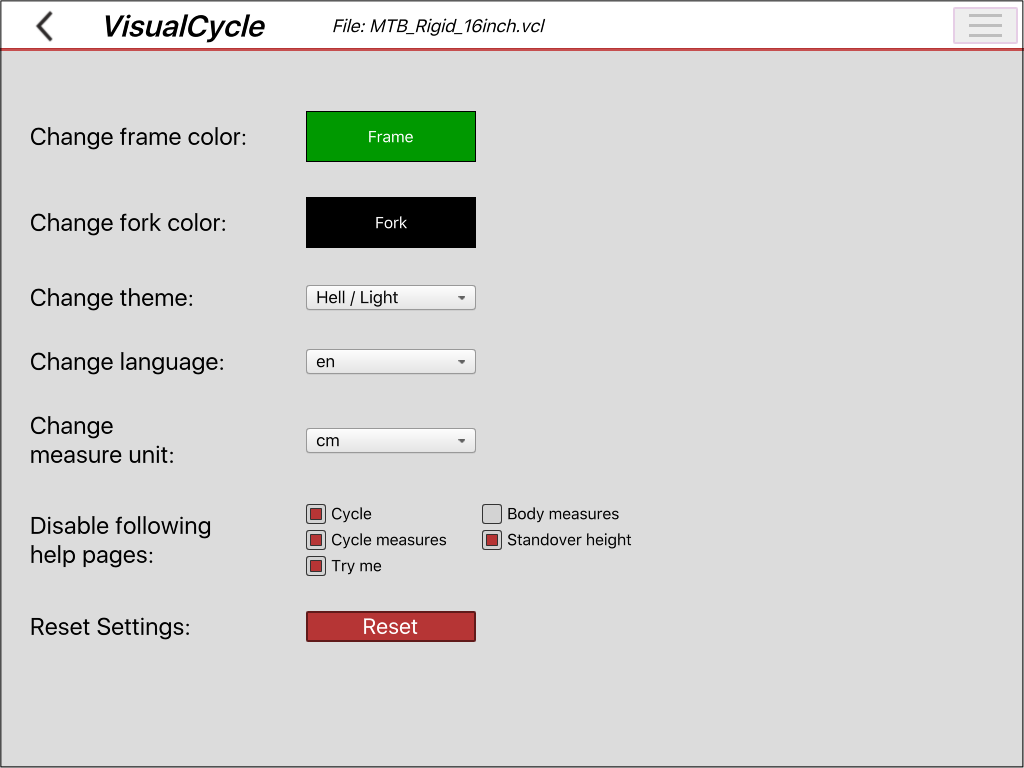 VisualCycle
File: MTB_Rigid_16inch.vcl
Change frame color:
Frame
Change fork color:
Fork
Change theme:
Hell / Light
Change language:
en
Change
measure unit:
cm
Disable following
help pages:
Cycle
Body measures
Cycle measures
Standover height
Try me
Reset Settings:
Reset